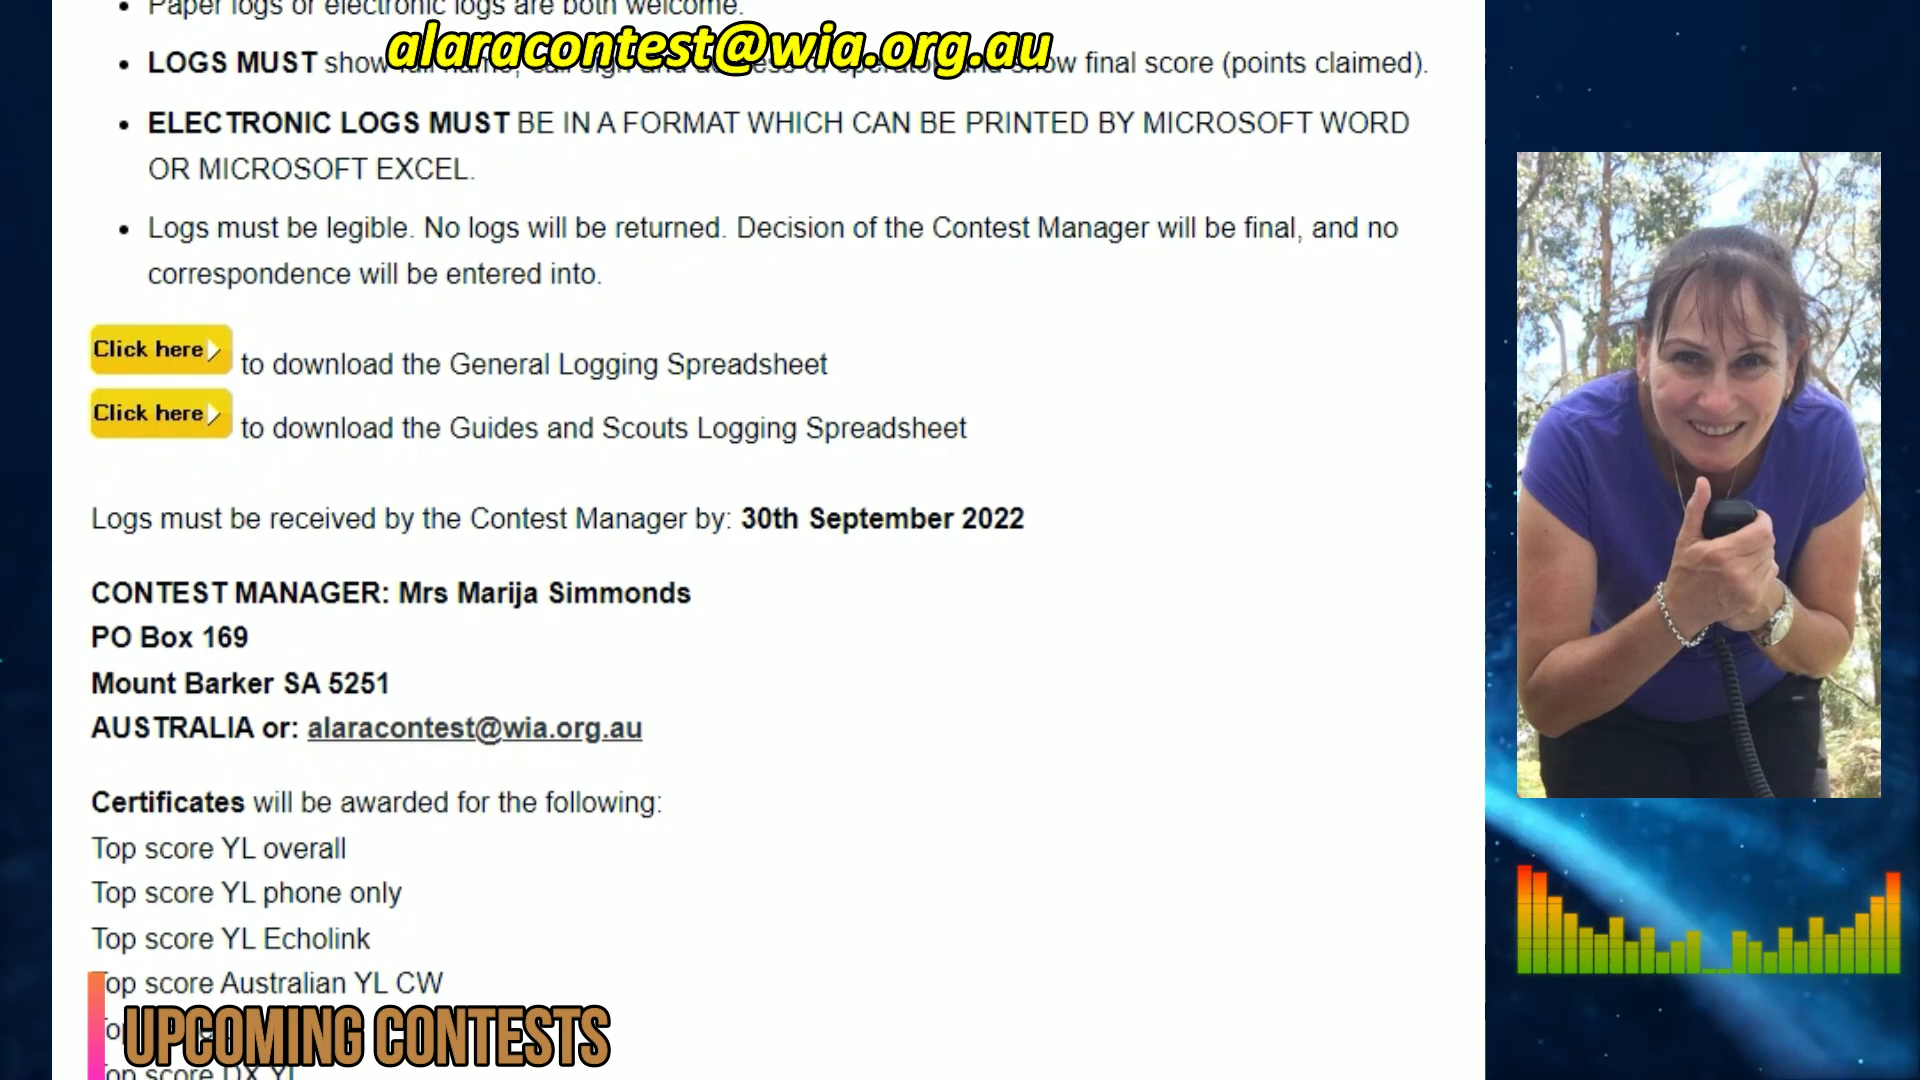 Paper logs or electronic logs are both welcome.
alaracontest@wia.org.au
LOGS MUST show final score (points claimed).
ELECTRONIC LOGS MUST BE IN A FORMAT WHICH CAN BE PRINTED BY MICROSOFT WORD
OR MICROSOFT EXCEL.
Logs must be legible. No logs will be returned. Decision of the Contest Manager will be final, and no
correspondence will be entered into.
Click here to download the General Logging Spreadsheet
Click here to download the Guides and Scouts Logging Spreadsheet
Logs must be received by the Contest Manager by: 30th September 2022
CONTEST MANAGER: Mrs Marija Simmonds
PO Box 169
Mount Barker SA 5251
AUSTRALIA or: alaracontest@wia.org.au
Certificates will be awarded for the following:
Top score YL overall
Top score YL phone only
Top score YL Echolink
Top score Australian YL CW
UPCOMING CONTESTS
Top score DX YL